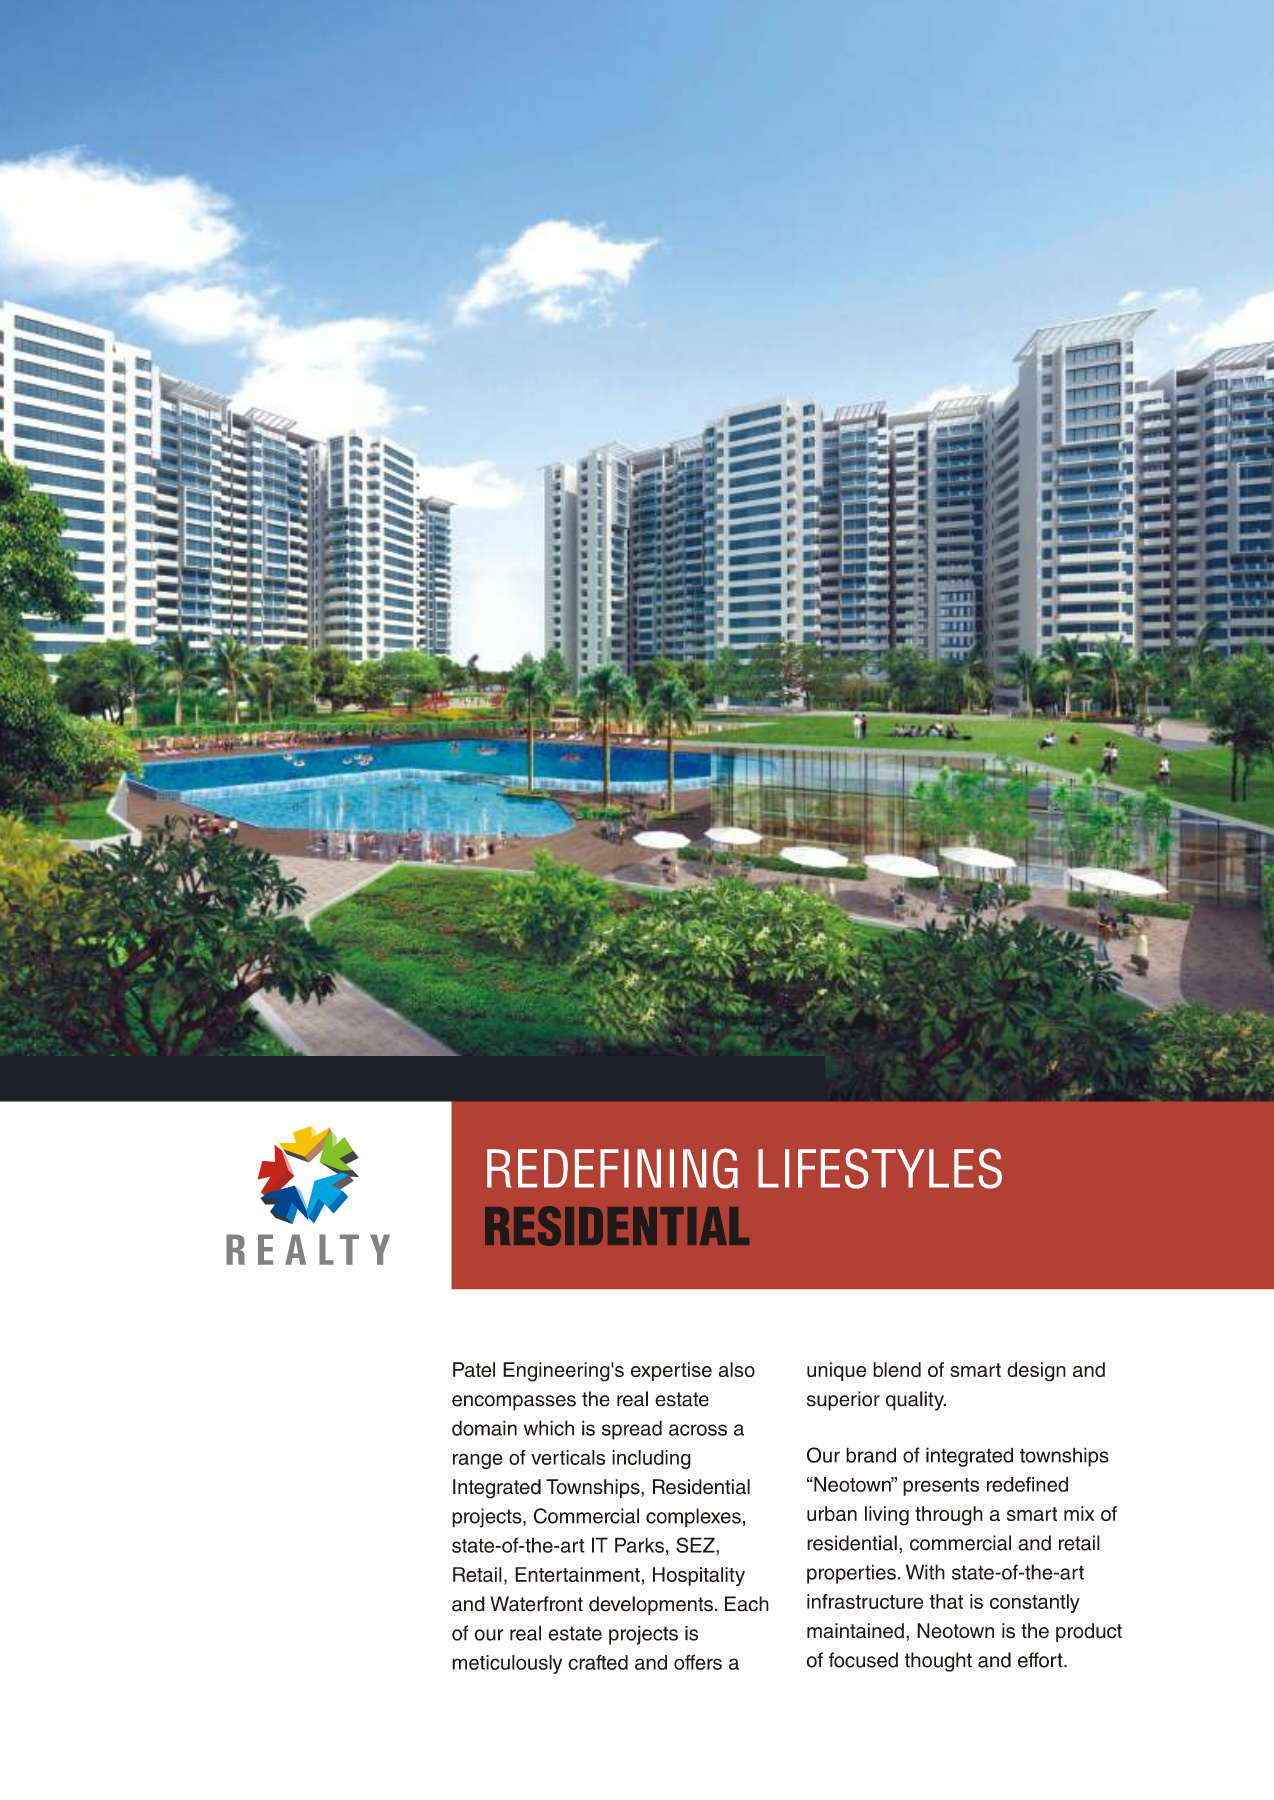 REALTY
REDEFINING LIFESTYLES
RESIDENTIAL
Patel Engineering's expertise also
encompasses the real estate
domain which is spread across a
range of verticals including
Integrated Townships, Residential
projects, Commercial complexes,
state-of-the-art IT Parks, SEZ,
Retail, Entertainment, Hospitality
and Waterfront developments. Each
of our real estate projects is
meticulously crafted and offers a
unique blend of smart design and
superior quality.
Our brand of integrated townships
“Neotown” presents redefined
urban living through a smart mix of
residential, commercial and retail
properties. With state-of-the-art
infrastructure that is constantly
maintained, Neotown is the product
of focused thought and effort.